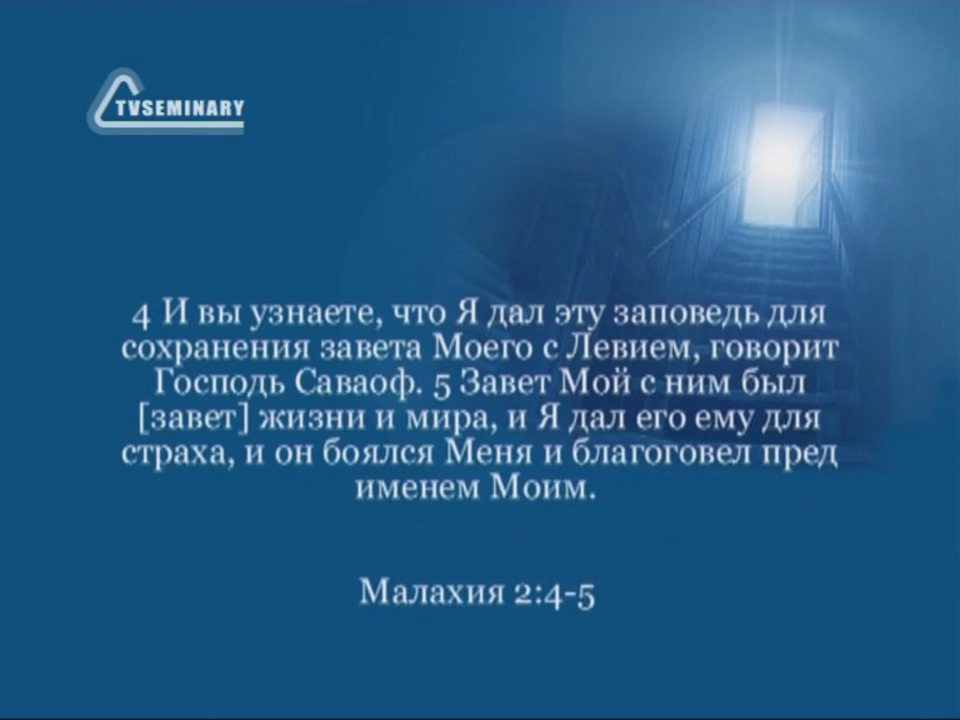 TVSEMINARY
4 И вы узнаете, что Я дал эту заповедь для
сохранения завета Моего с Левием, говорит
Господь Саваоф. 5 Завет Мой с ним был
[завет] жизни и мира, и Я дал его ему для
страха, и он боялся Меня и благоговел пред
именем Моим.
Малахия 2:4-5